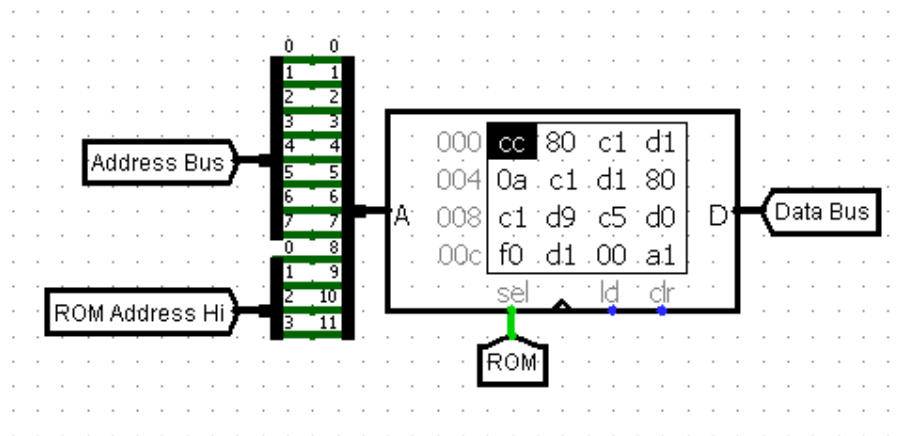 0 0
1 1
2 2
3 3
4 4
5 5
6 6
7 7
0 8
1 9
2 10
3 11
Address Bus
ROM Address Hi
A
000 cc 80 c1 d1
004 0a c1 d1 80
008 c1 d9 c5 d0
00c f0 d1 00 a1
D
sel ld clr
Data Bus
ROM